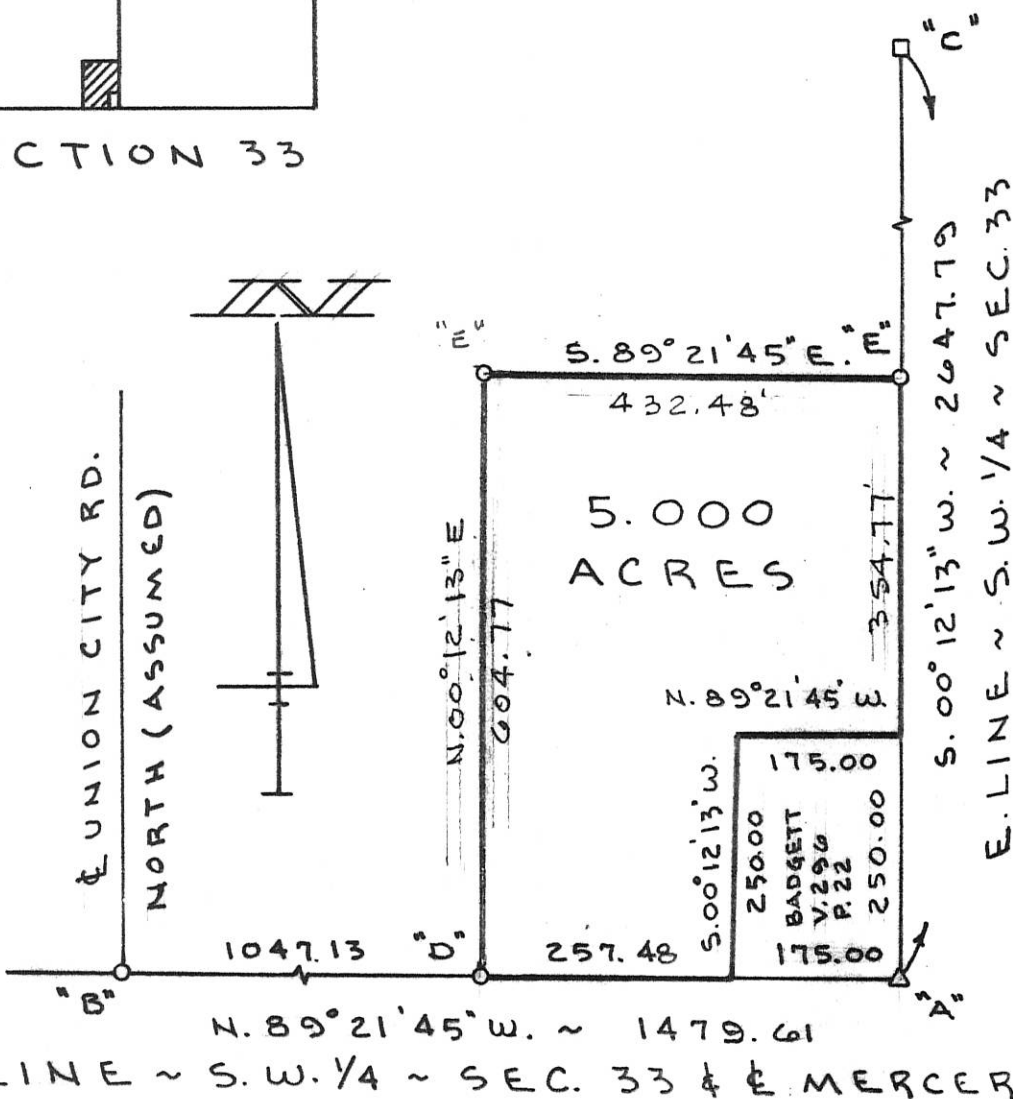 CTION 33
"C"
N
℄ UNION CITY RD.
NORTH (ASSUMED)
"E"
S. 89° 21' 45" E.
"E"
432.48'
5.000
ACRES
N. 00° 12' 13" E
604.77
354.77'
S. 00° 12' 13" W. ~ 2647.79
E. LINE ~ S.W. 1/4 ~ SEC. 33
N. 89° 21' 45" W.
175.00
S. 00° 12' 13" W.
250.00
BADGETT
V. 296
P. 22
250.00
1047.13
"D"
257.48
175.00
"B"
"A"
N. 89° 21' 45" W. ~ 1479.61
LINE ~ S.W. 1/4 ~ SEC. 33 & ℄ MERCER